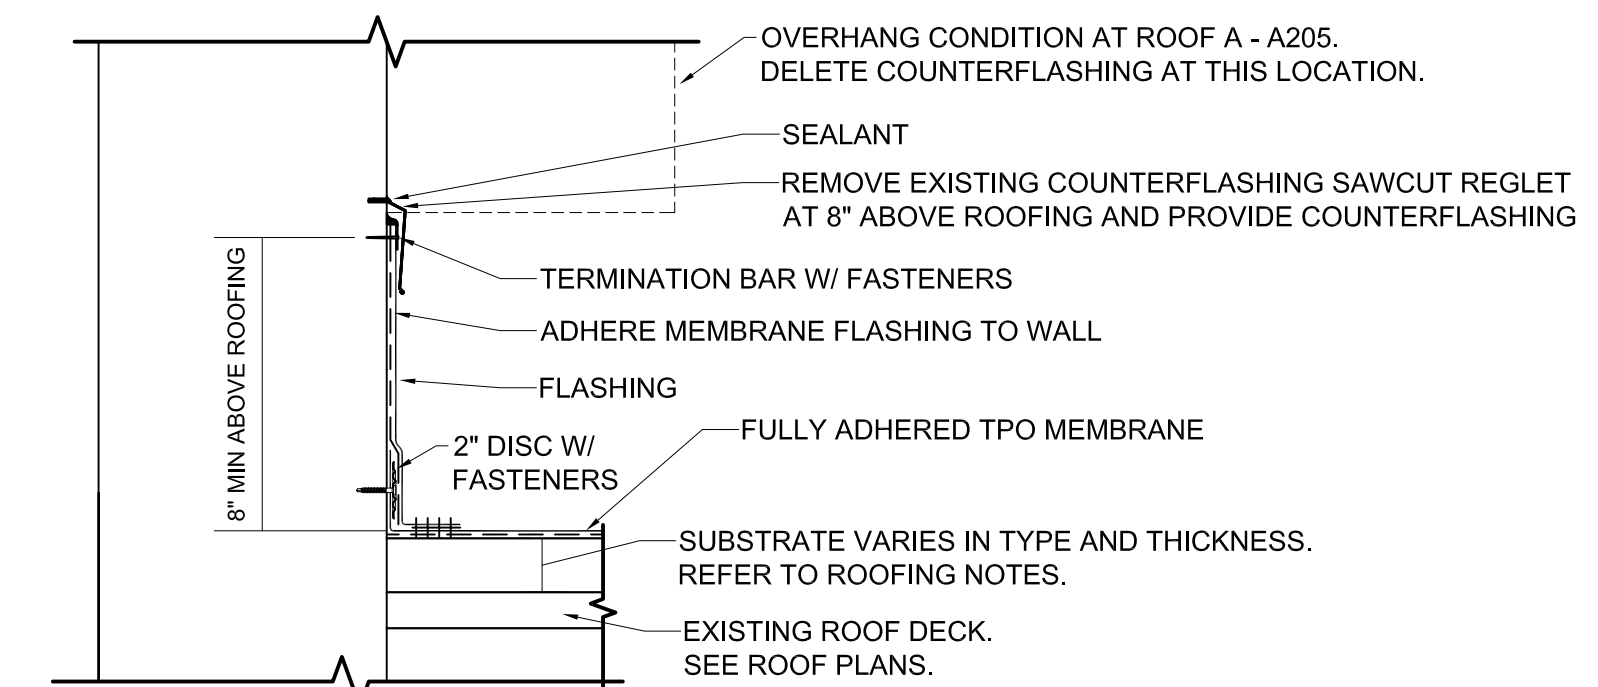 OVERHANG CONDITION AT ROOF A - A205.
DELETE COUNTERFLASHING AT THIS LOCATION.
SEALANT
REMOVE EXISTING COUNTERFLASHING SAWCUT REGLET
AT 8" ABOVE ROOFING AND PROVIDE COUNTERFLASHING
TERMINATION BAR W/ FASTENERS
ADHERE MEMBRANE FLASHING TO WALL
FLASHING
8" MIN ABOVE ROOFING
2" DISC W/
FASTENERS
FULLY ADHERED TPO MEMBRANE
SUBSTRATE VARIES IN TYPE AND THICKNESS.
REFER TO ROOFING NOTES.
EXISTING ROOF DECK.
SEE ROOF PLANS.